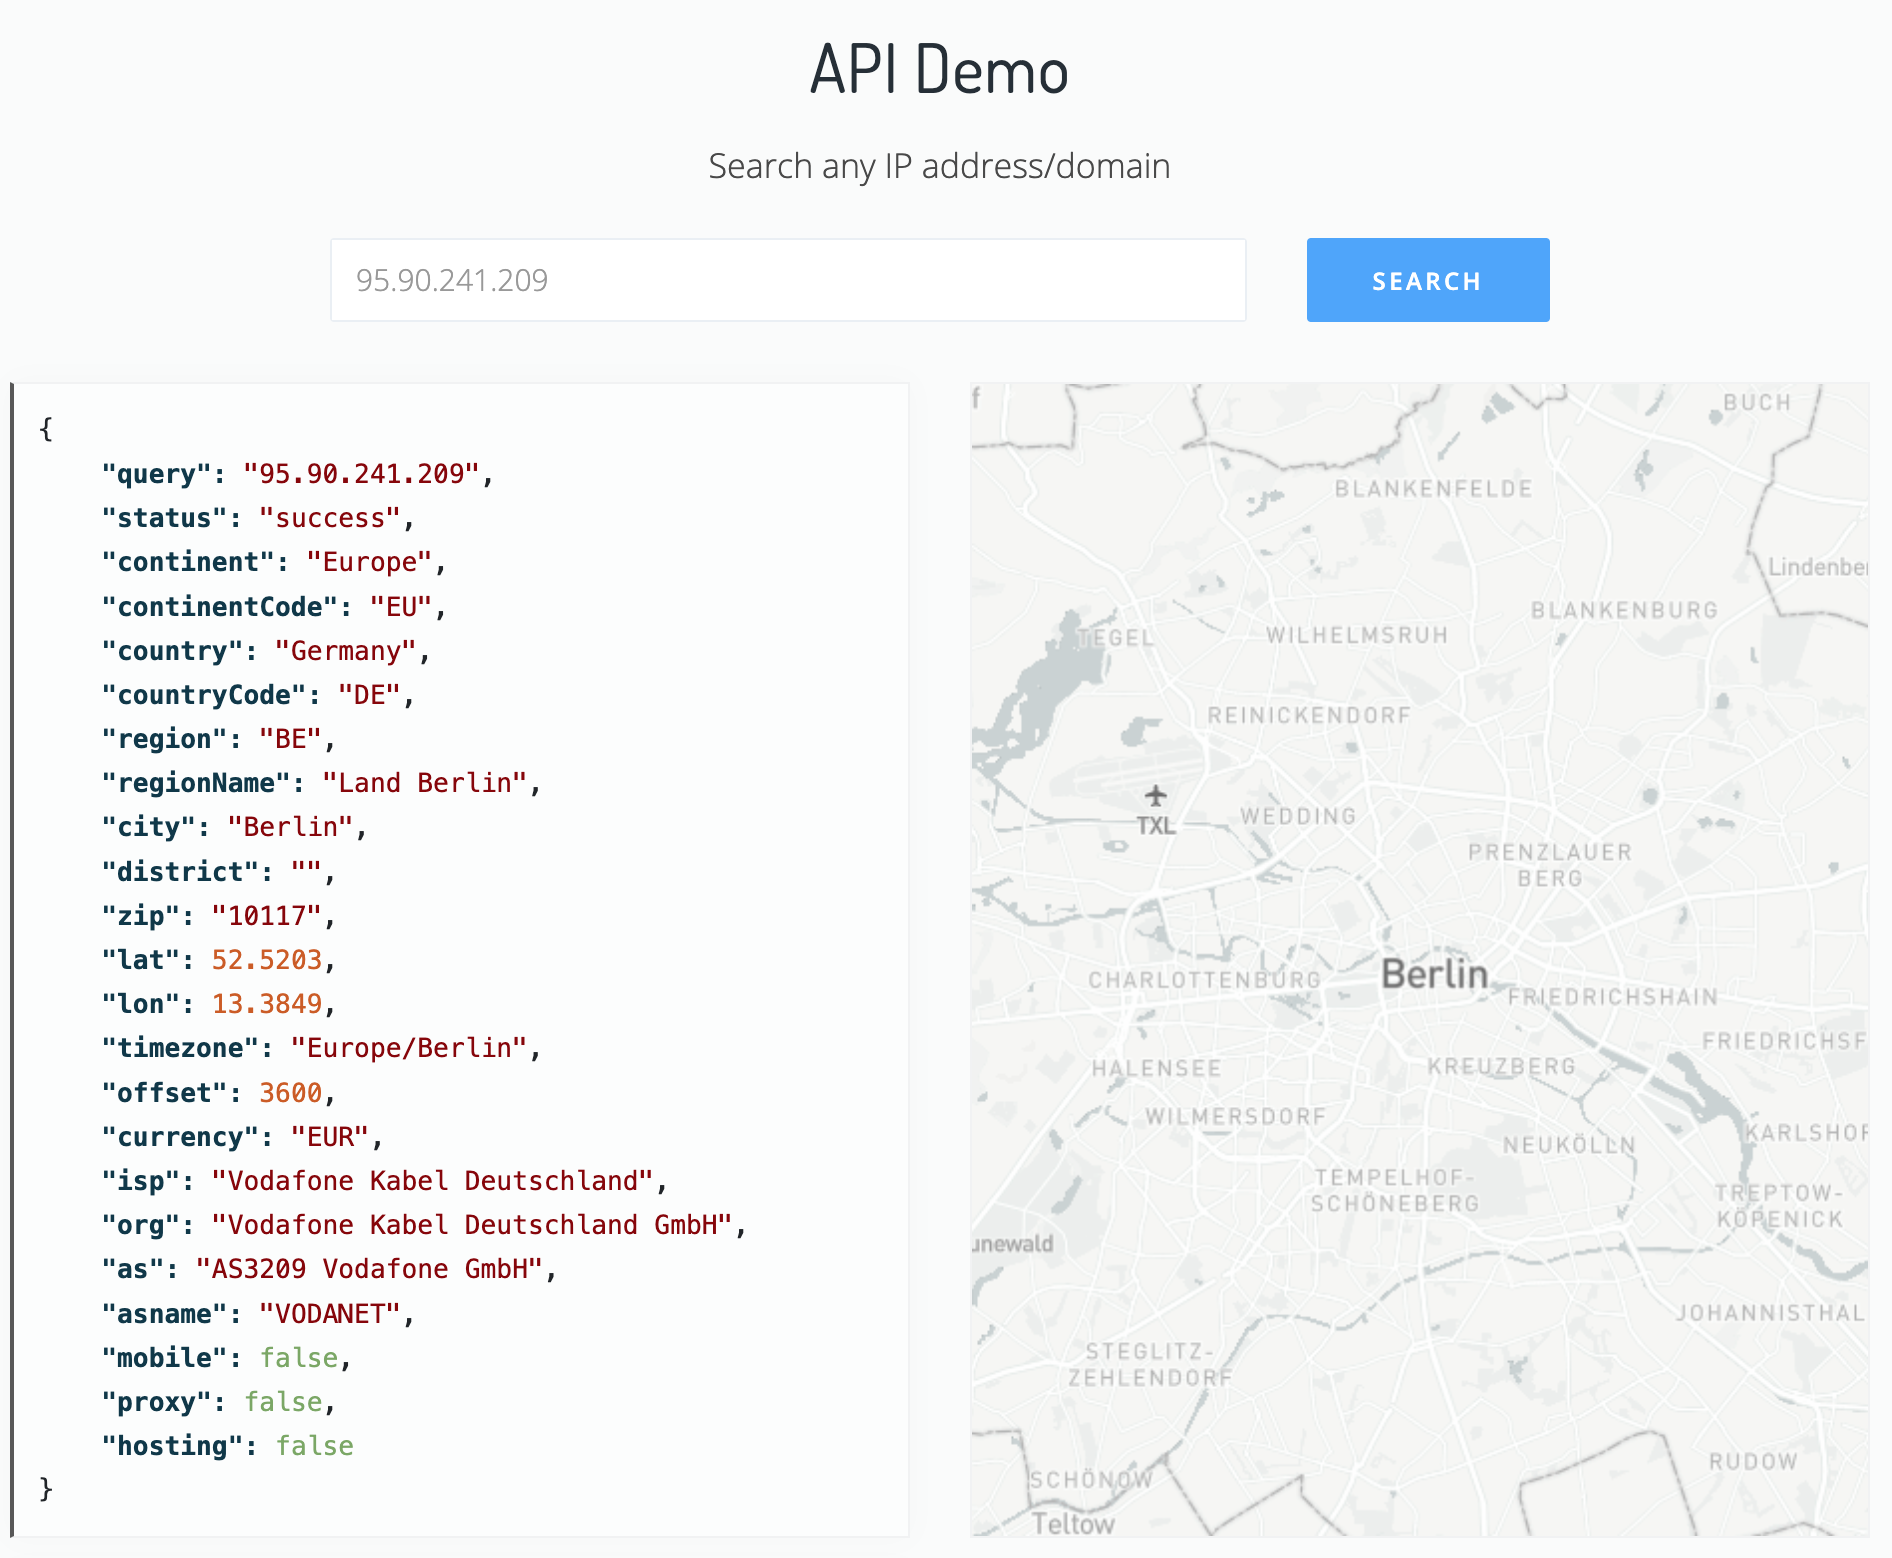 API Demo
Search any IP address/domain
95.90.241.209
SEARCH
{
"query": "95.90.241.209",
"status": "success",
"continent": "Europe",
"continentCode": "EU",
"country": "Germany",
"countryCode": "DE",
"region": "BE",
"regionName": "Land Berlin",
"city": "Berlin",
"district": "",
"zip": "10117",
"lat": 52.5203,
"lon": 13.3849,
"timezone": "Europe/Berlin",
"offset": 3600,
"currency": "EUR",
"isp": "Vodafone Kabel Deutschland",
"org": "Vodafone Kabel Deutschland GmbH",
"as": "AS3209 Vodafone GmbH",
"asname": "VODANET",
"mobile": false,
"proxy": false,
"hosting": false
}
f
BUCH
BLANKENFELDE
Lindenber
BLANKENBURG
TEGEL
WILHELMSRUH
REINICKENDORF
TXL
WEDDING
PRENZLAUER
BERG
CHARLOTTENBURG
Berlin
FRIEDRICHSHAIN
FRIEDRICHSF
HALENSEE
KREUZBERG
WILMERSDORF
KARLSHOR
NEUKÖLLN
TEMPELHOF-
SCHÖNEBERG
TREPTOW-
KÖPENICK
unewald
JOHANNISTHAL
STEGLITZ-
ZEHLENDORF
RUDOW
SCHÖNOW
Teltow